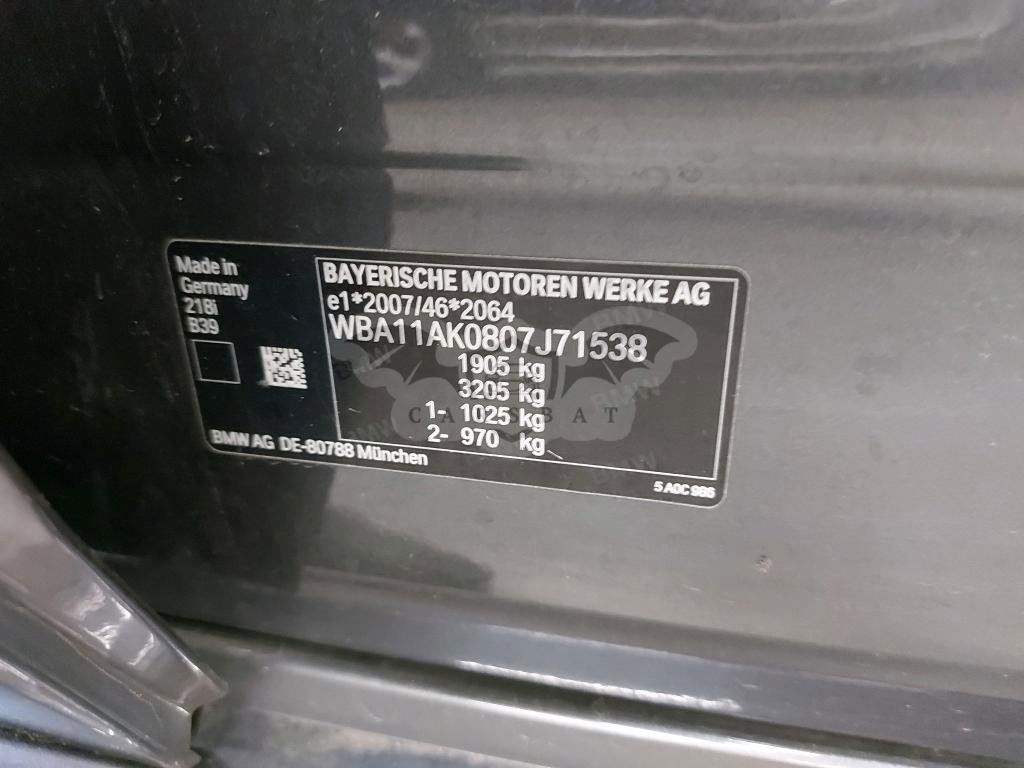 Made in
Germany
218i
B39
BAYERISCHE MOTOREN WERKE AG
e1*2007/46*2064
WBA11AK0807J71538
1905 kg
3205 kg
1- 1025 kg
2- 970 kg
BMW AG DE-80788 München
5 A0C 986
CARSBAT